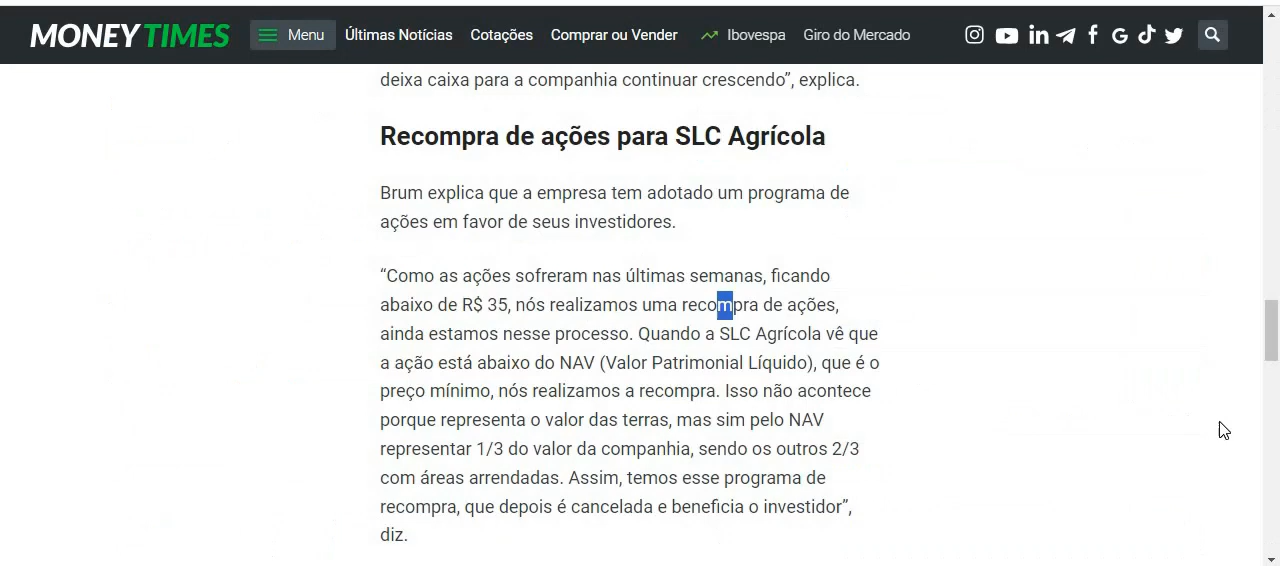 MONEY TIMES Menu Últimas Notícias Cotações Comprar ou Vender Ibovespa Giro do Mercado
deixa caixa para a companhia continuar crescendo”, explica.
Recompra de ações para SLC Agrícola
Brum explica que a empresa tem adotado um programa de
ações em favor de seus investidores.
“Como as ações sofreram nas últimas semanas, ficando
abaixo de R$ 35, nós realizamos uma recompra de ações,
ainda estamos nesse processo. Quando a SLC Agrícola vê que
a ação está abaixo do NAV (Valor Patrimonial Líquido), que é o
preço mínimo, nós realizamos a recompra. Isso não acontece
porque representa o valor das terras, mas sim pelo NAV
representar 1/3 do valor da companhia, sendo os outros 2/3
com áreas arrendadas. Assim, temos esse programa de
recompra, que depois é cancelada e beneficia o investidor”,
diz.